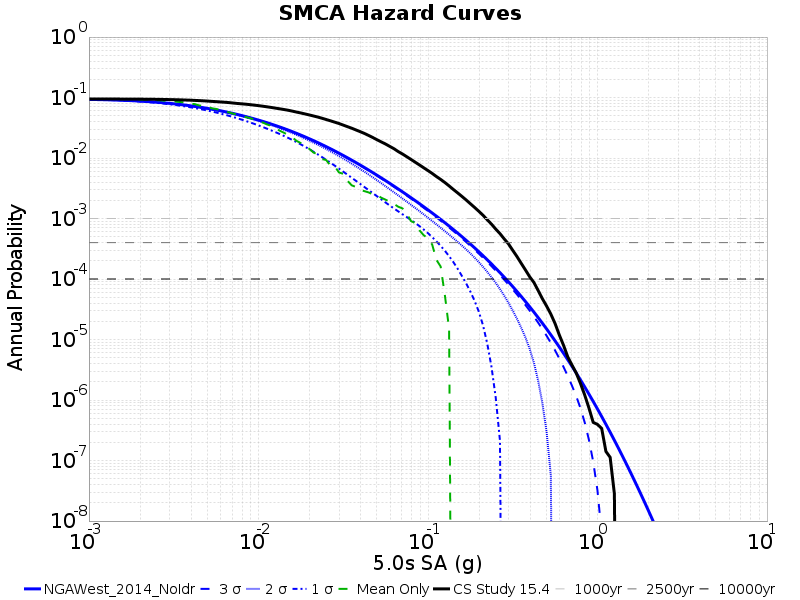 SMCA Hazard Curves
Annual Probability
10^0
10^-1
10^-2
10^-3
10^-4
10^-5
10^-6
10^-7
10^-8
10^-3 10^-2 10^-1 10^0 10^1
5.0s SA (g)
NGAWest_2014_NoIdr 3 σ 2 σ 1 σ Mean Only CS Study 15.4 1000yr 2500yr 10000yr